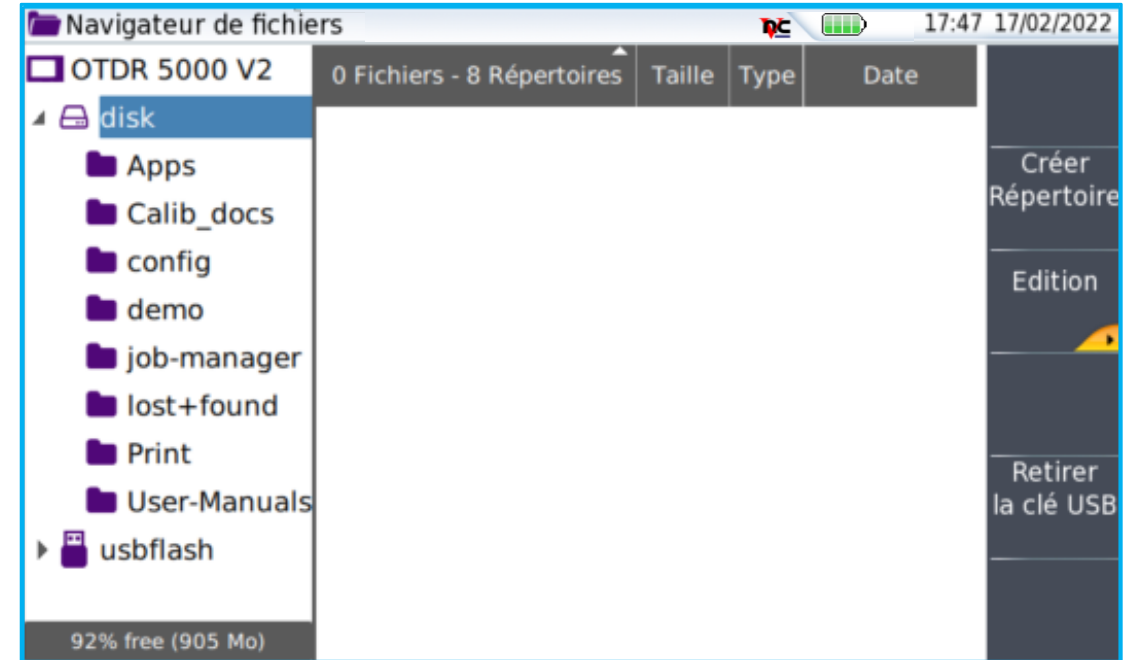 Navigateur de fichiers
17:47 17/02/2022
OTDR 5000 V2
0 Fichiers - 8 Répertoires Taille Type Date
disk
Apps
Calib_docs
config
demo
job-manager
lost+found
Print
User-Manuals
usbflash
92% free (905 Mo)
Créer
Répertoire
Edition
Retirer
la clé USB